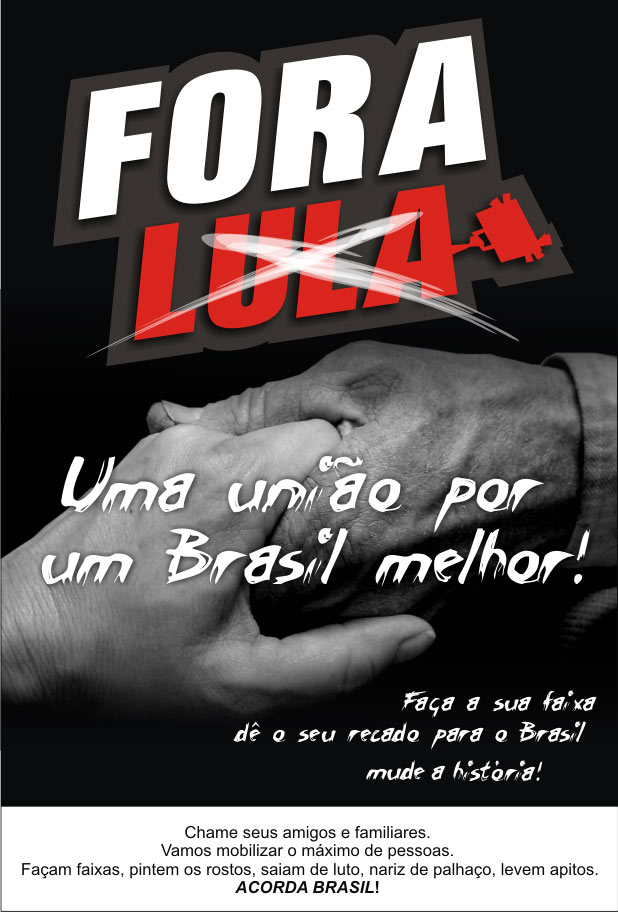 FORA
LULA
Uma união por
um Brasil melhor!
Faça a sua faixa
dê o seu recado para o Brasil
mude a história!
Chame seus amigos e familiares.
Vamos mobilizar o máximo de pessoas.
Façam faixas, pintem os rostos, saiam de luto, nariz de palhaço, levem apitos.
ACORDA BRASIL!